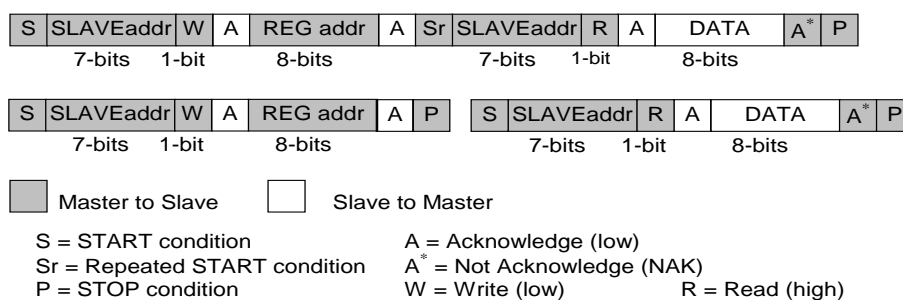 S SLAVEaddr W A REG addr A Sr SLAVEaddr R A DATA A* P
7-bits 1-bit 8-bits 7-bits 1-bit 8-bits
S SLAVEaddr W A REG addr A P S SLAVEaddr R A DATA A* P
7-bits 1-bit 8-bits 7-bits 1-bit 8-bits
Master to Slave Slave to Master
S = START condition A = Acknowledge (low)
Sr = Repeated START condition A* = Not Acknowledge (NAK)
P = STOP condition W = Write (low) R = Read (high)